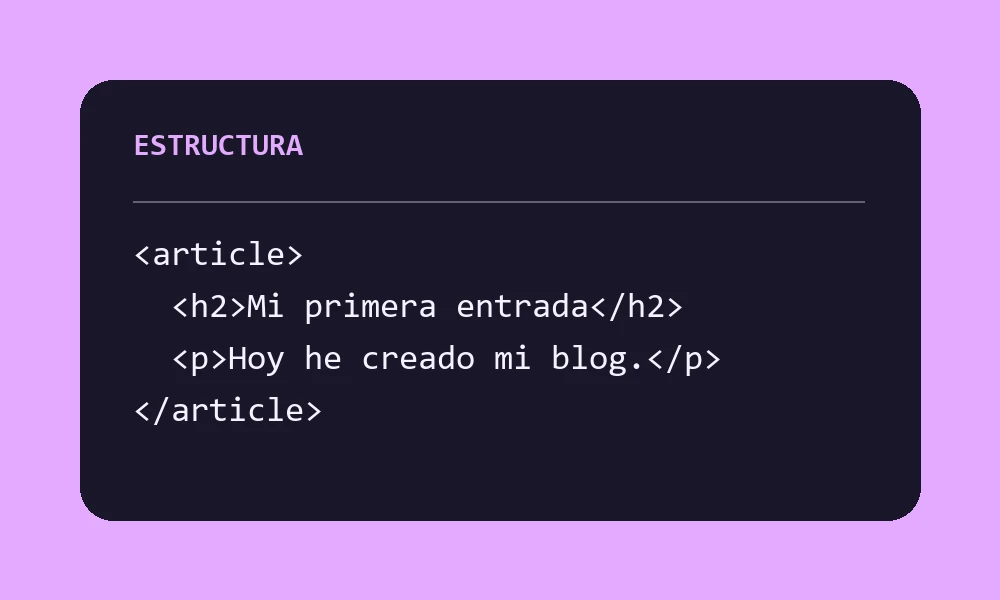 ESTRUCTURA
<article>
  <h2>Mi primera entrada</h2>
  <p>Hoy he creado mi blog.</p>
</article>